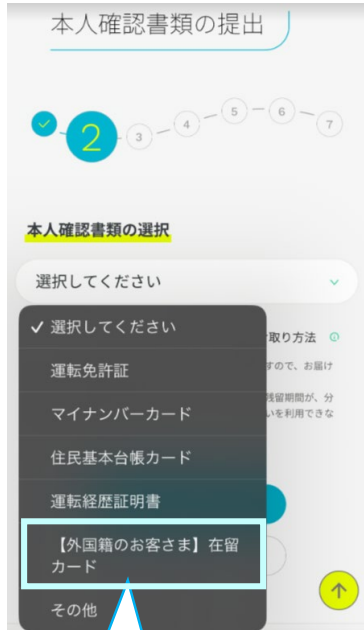 本人確認書類の提出
2
3
4
5
6
7
本人確認書類の選択
選択してください
選択してください
取り方法
運転免許証
すので、お届け
残留期間が、分
マイナンバーカード
いを利用できな
住民基本台帳カード
運転経歴証明書
【外国籍のお客さま】在留
カード
その他